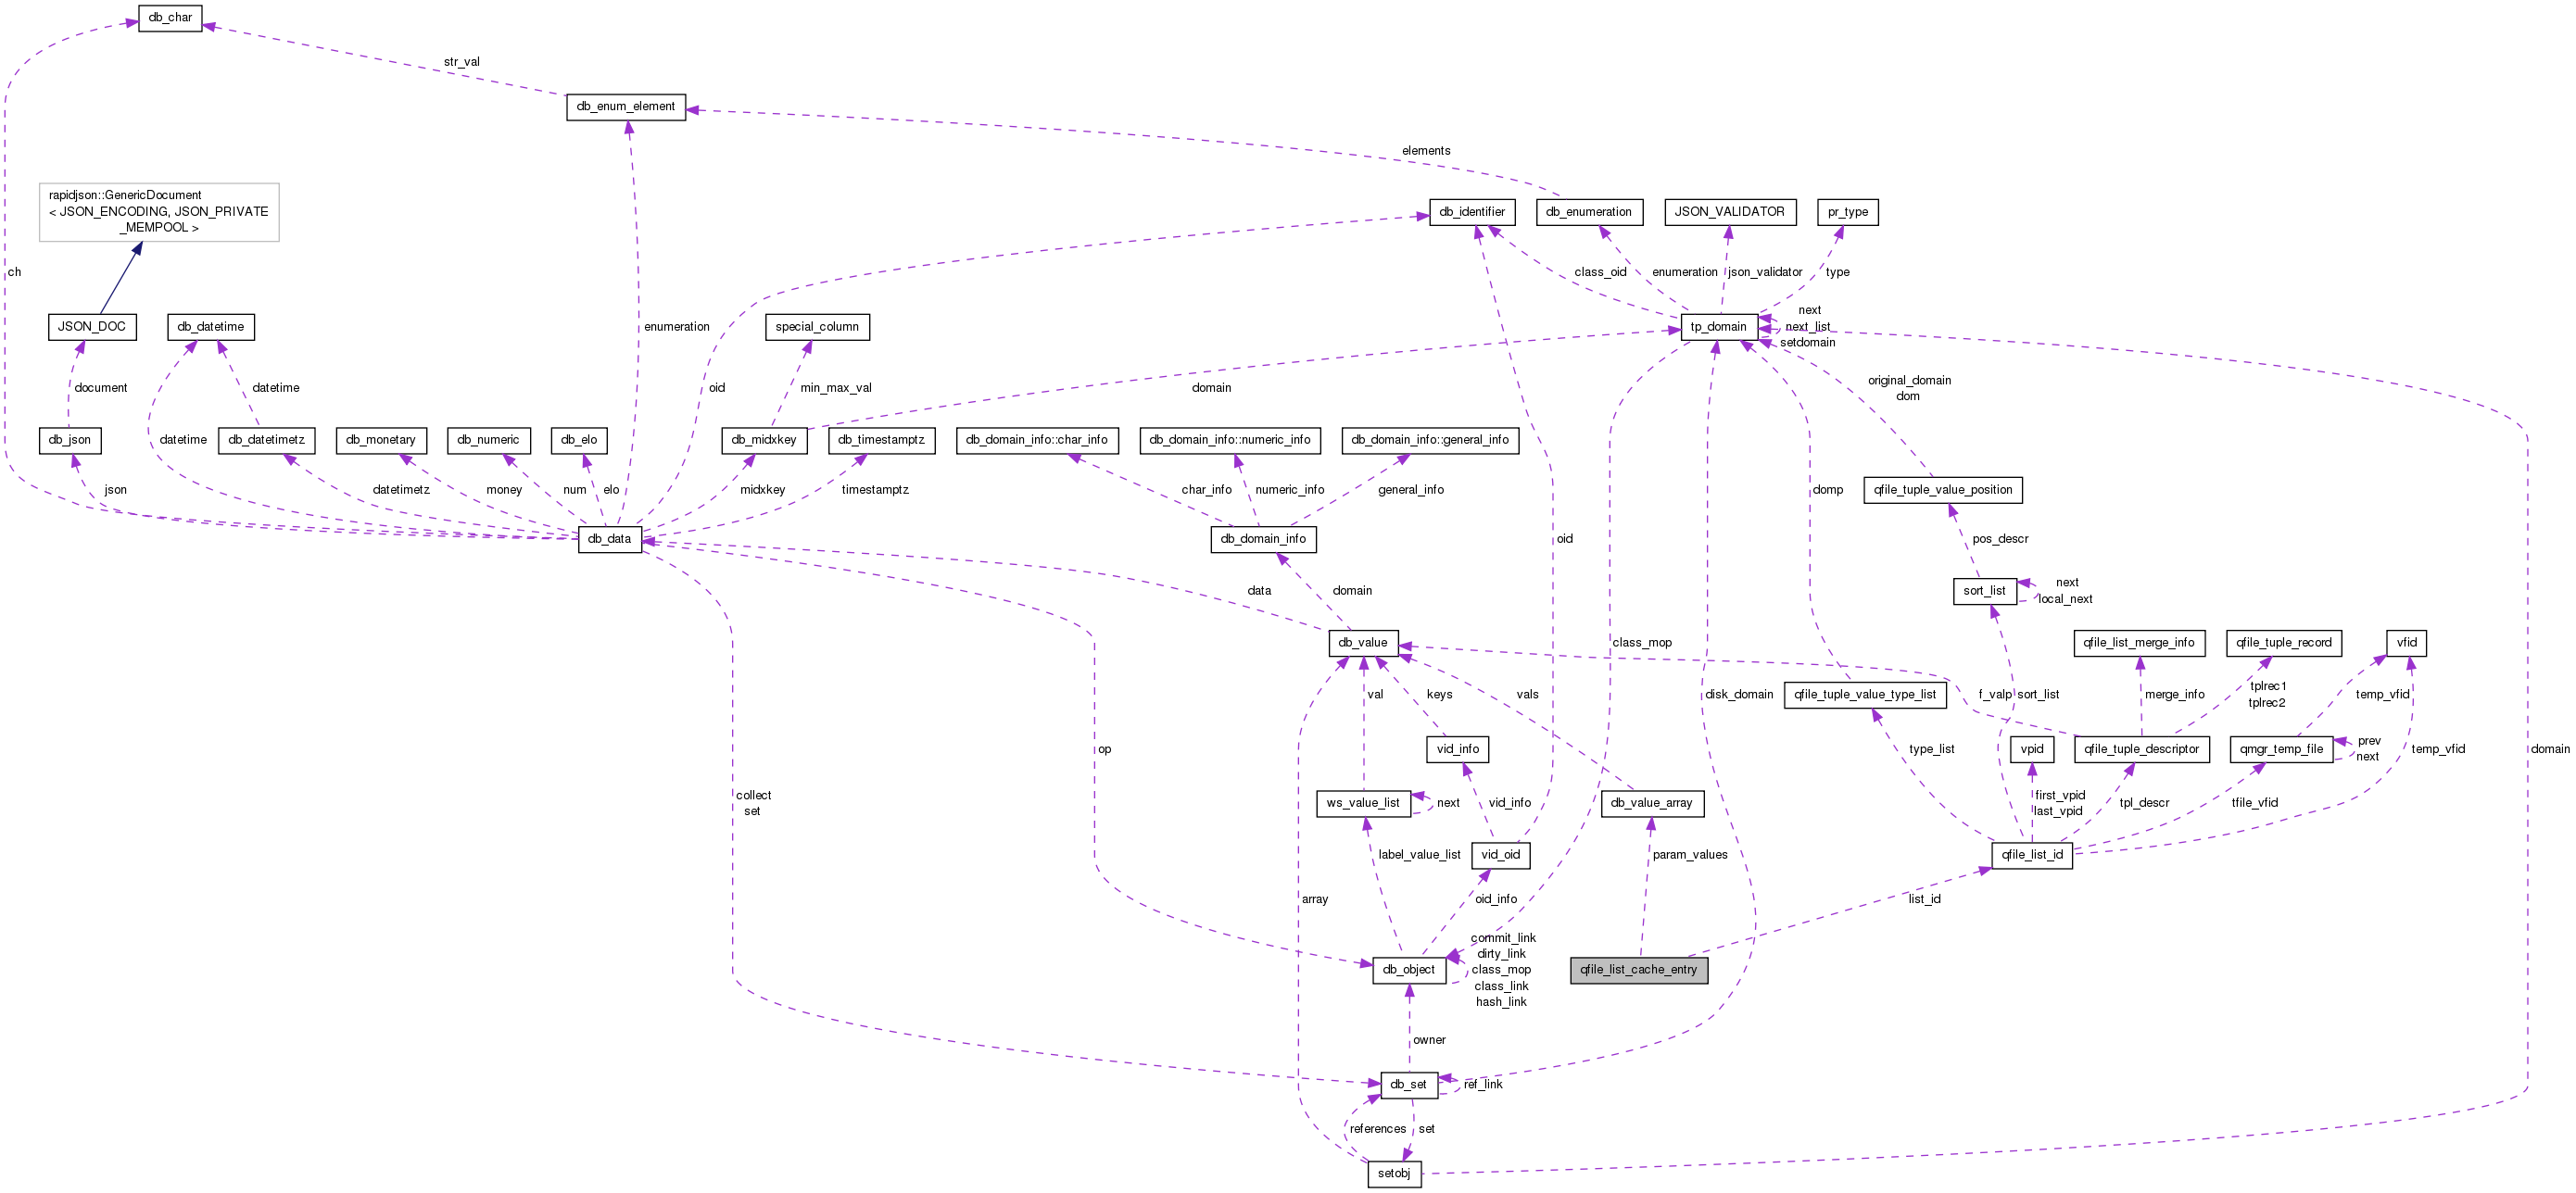 db_char
str_val
db_enum_element
elements
rapidjson::GenericDocument
< JSON_ENCODING, JSON_PRIVATE
_MEMPOOL >
db_identifier
db_enumeration
JSON_VALIDATOR
pr_type
ch
class_oid
enumeration
json_validator
type
JSON_DOC
db_datetime
enumeration
special_column
tp_domain
next
next_list
setdomain
document
datetime
oid
min_max_val
domain
original_domain
dom
db_json
datetime
db_datetimetz
db_monetary
db_numeric
db_elo
db_midxkey
db_timestamptz
db_domain_info::char_info
db_domain_info::numeric_info
db_domain_info::general_info
json
datetimetz
money
num
elo
midxkey
timestamptz
char_info
numeric_info
general_info
domp
qfile_tuple_value_position
db_data
db_domain_info
oid
pos_descr
data
domain
sort_list
next
local_next
db_value
class_mop
qfile_list_merge_info
qfile_tuple_record
vfid
val
keys
vals
disk_domain
qfile_tuple_value_type_list
f_valp
sort_list
merge_info
tplrec1
tplrec2
temp_vfid
op
vid_info
type_list
vpid
qfile_tuple_descriptor
qmgr_temp_file
prev
next
temp_vfid
domain
collect
set
ws_value_list
next
vid_info
db_value_array
first_vpid
last_vpid
tpl_descr
tfile_vfid
label_value_list
vid_oid
param_values
qfile_list_id
array
oid_info
list_id
db_object
commit_link
dirty_link
class_mop
class_link
hash_link
qfile_list_cache_entry
owner
db_set
ref_link
references
set
setobj